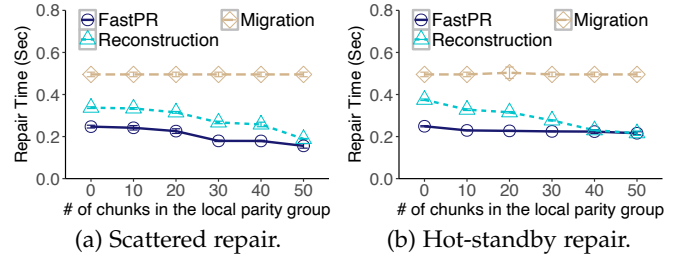 FastPR Migration
Reconstruction
0.8
0.6
0.4
0.2
0.0
Repair Time (Sec)
0 10 20 30 40 50
# of chunks in the local parity group
(a) Scattered repair.
FastPR Migration
Reconstruction
0.8
0.6
0.4
0.2
0.0
Repair Time (Sec)
0 10 20 30 40 50
# of chunks in the local parity group
(b) Hot-standby repair.